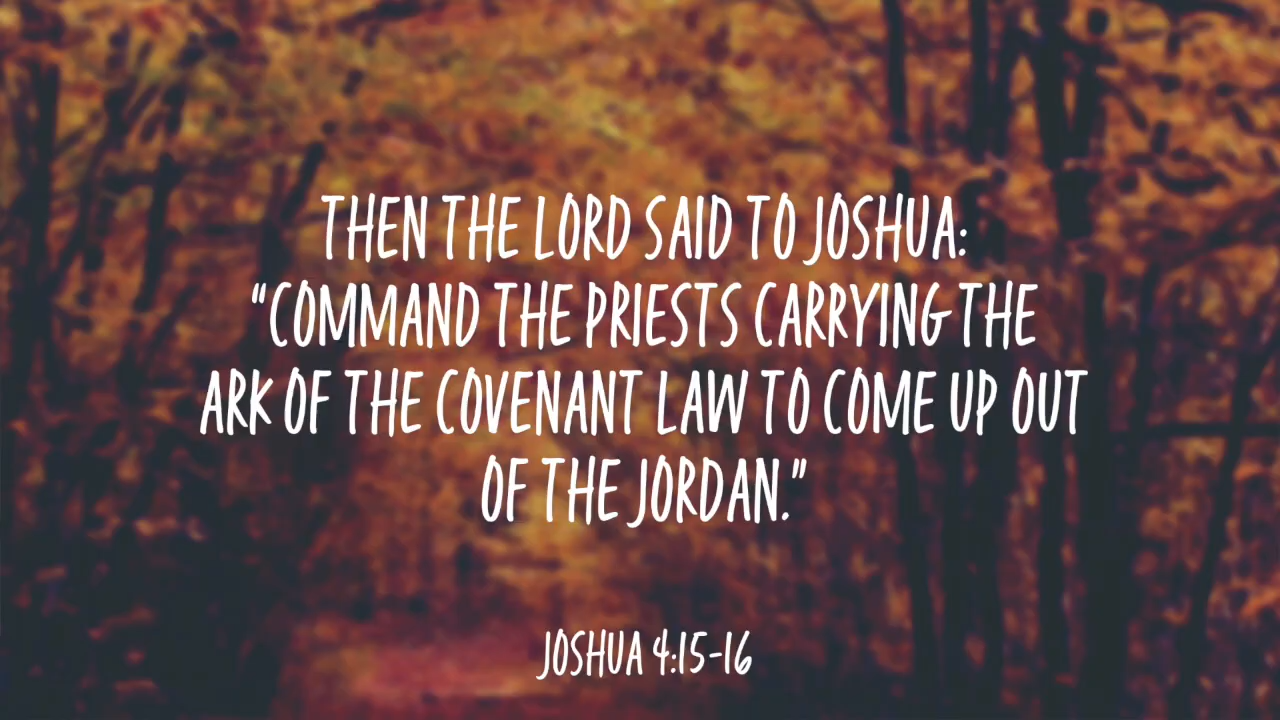 THEN THE LORD SAID TO JOSHUA:
“COMMAND THE PRIESTS CARRYING THE
ARK OF THE COVENANT LAW TO COME UP OUT
OF THE JORDAN.”
JOSHUA 4:15-16